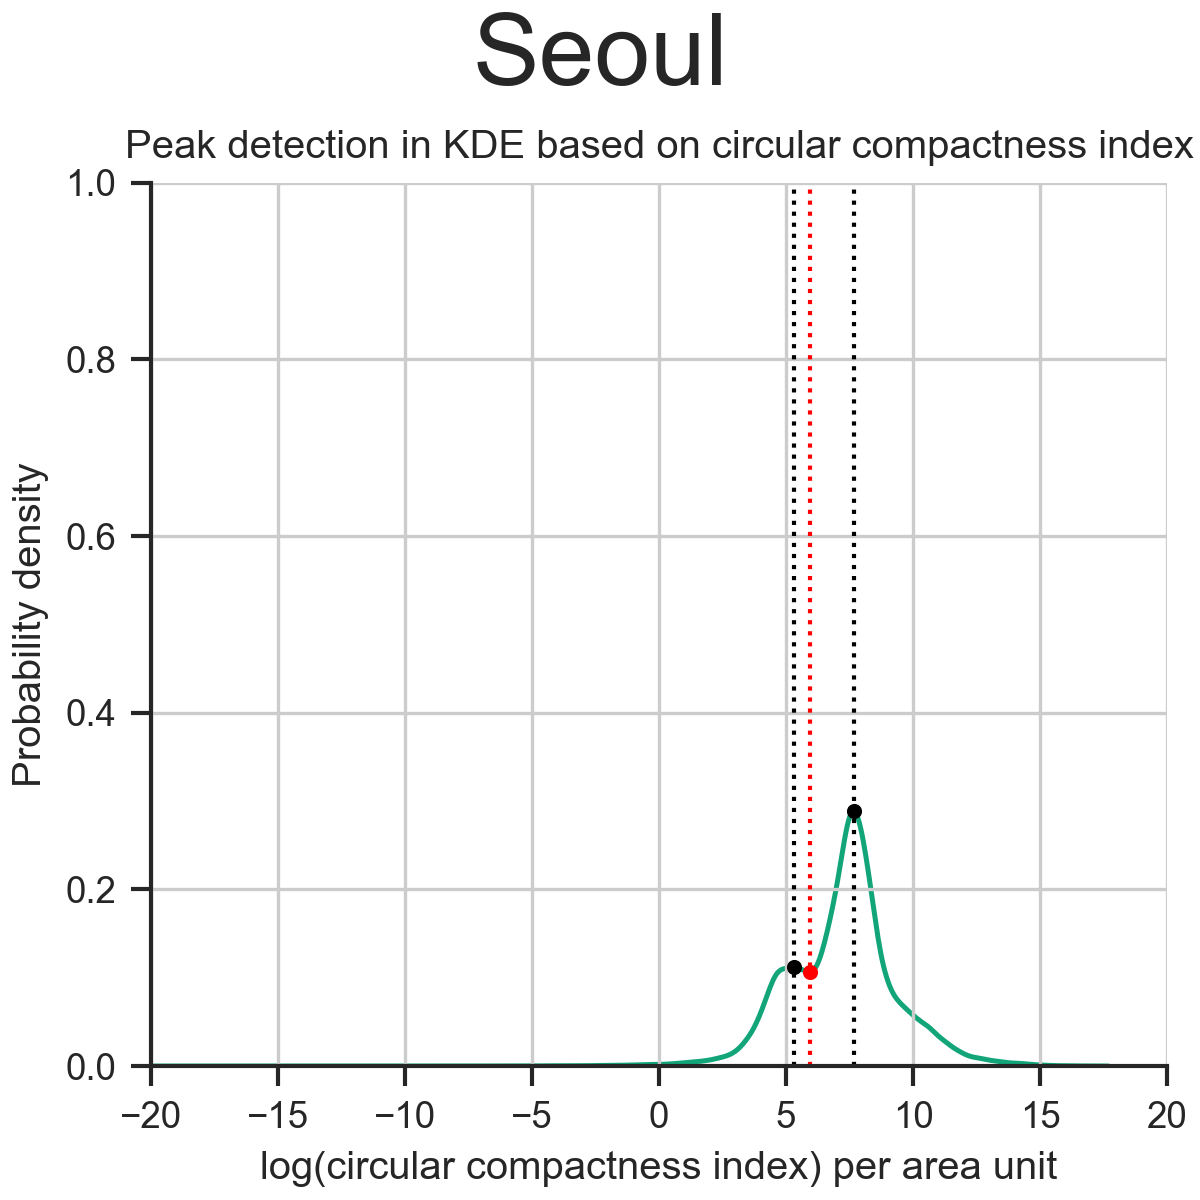 Seoul
Peak detection in KDE based on circular compactness index
1.0
0.8
0.6
0.4
0.2
0.0
Probability density
−20 −15 −10 −5 0 5 10 15 20
log(circular compactness index) per area unit